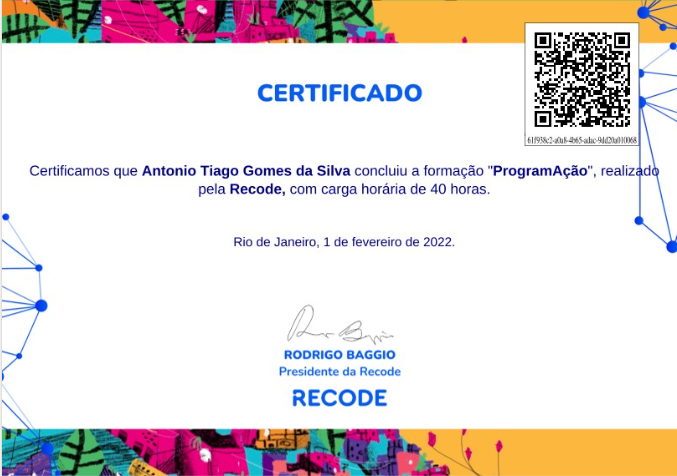 CERTIFICADO
61f938c2-a0a8-4b65-adac-9dd20a010068
Certificamos que Antonio Tiago Gomes da Silva concluiu a formação "ProgramAção", realizado
pela Recode, com carga horária de 40 horas.
Rio de Janeiro, 1 de fevereiro de 2022.
RODRIGO BAGGIO
Presidente da Recode
RECODE